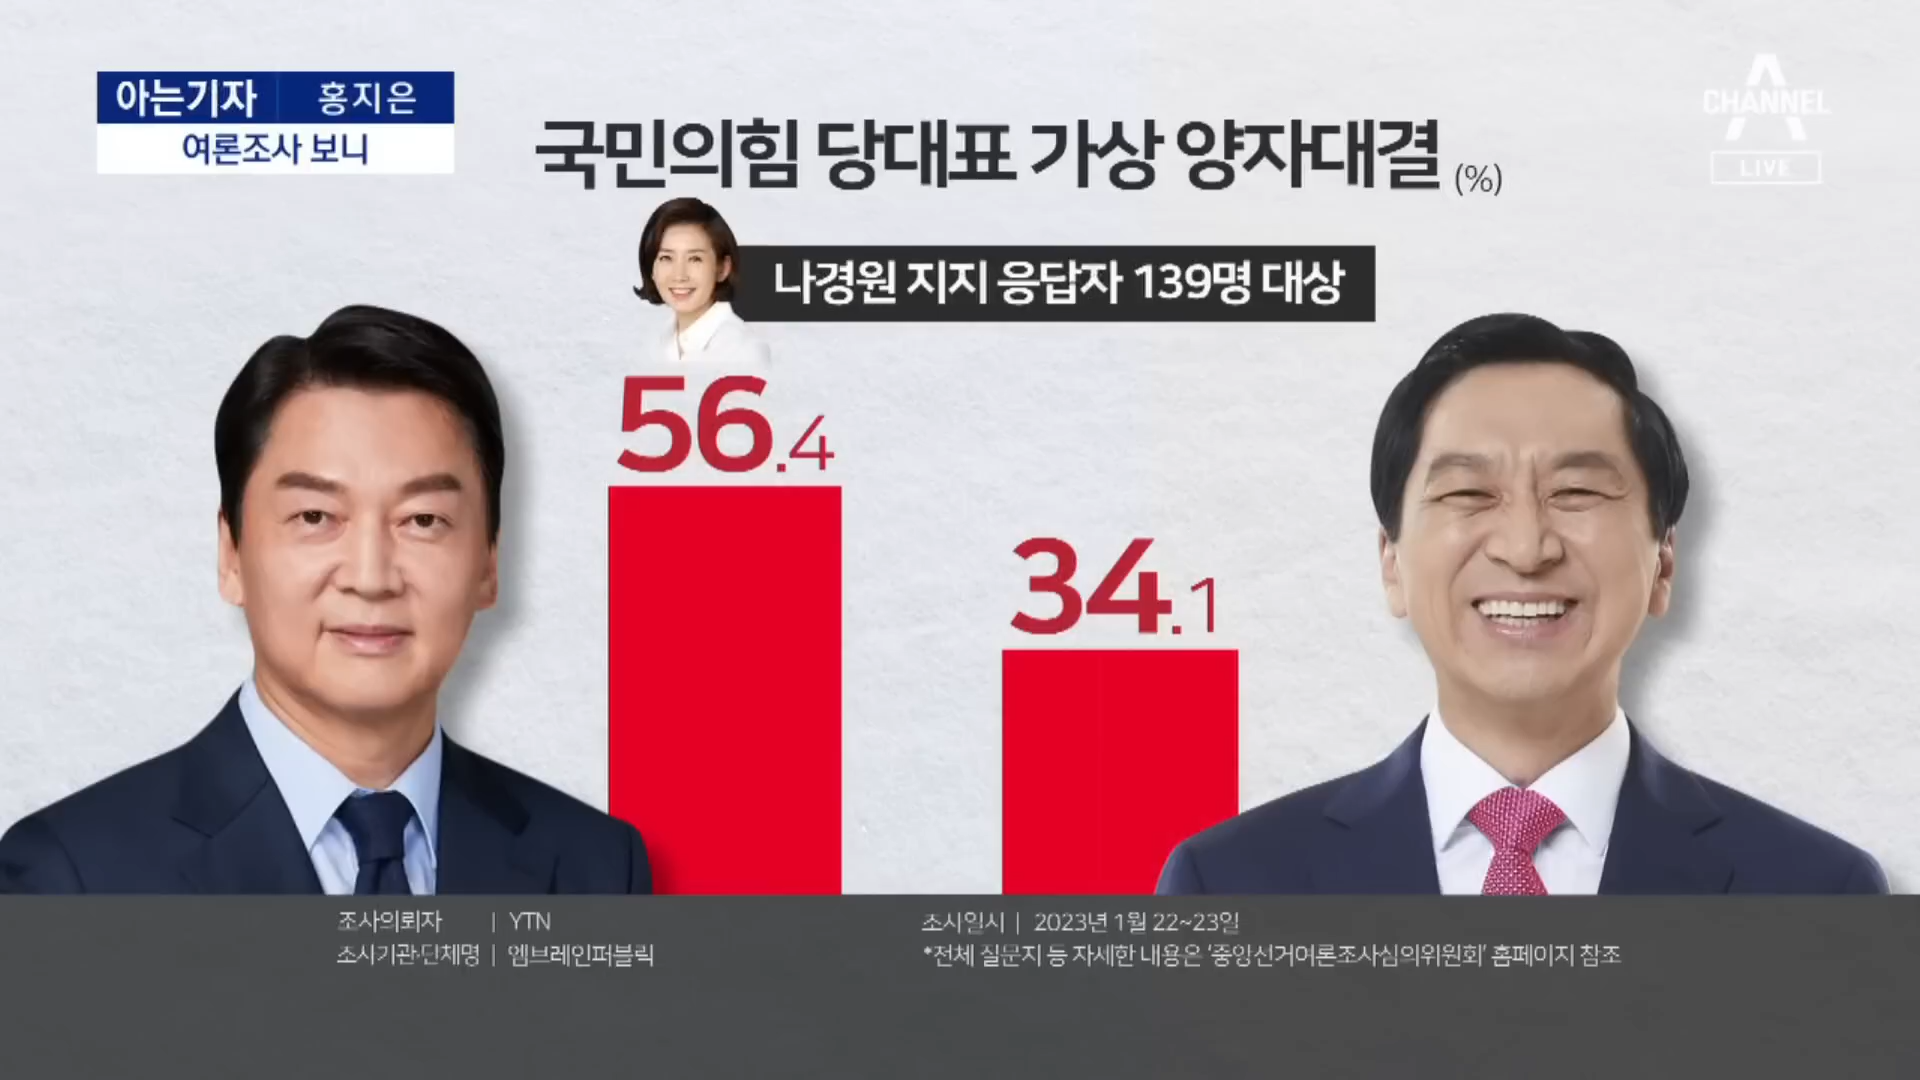 아는기자 홍지은
여론조사 보니
CHANNEL A
LIVE
국민의힘 당대표 가상 양자대결 (%)
나경원 지지 응답자 139명 대상
56.4
34.1
조사의뢰자 | YTN
조사기관·단체명 | 엠브레인퍼블릭
조사일시 | 2023년 1월 22~23일
*전체 질문지 등 자세한 내용은 '중앙선거여론조사심의위원회' 홈페이지 참조